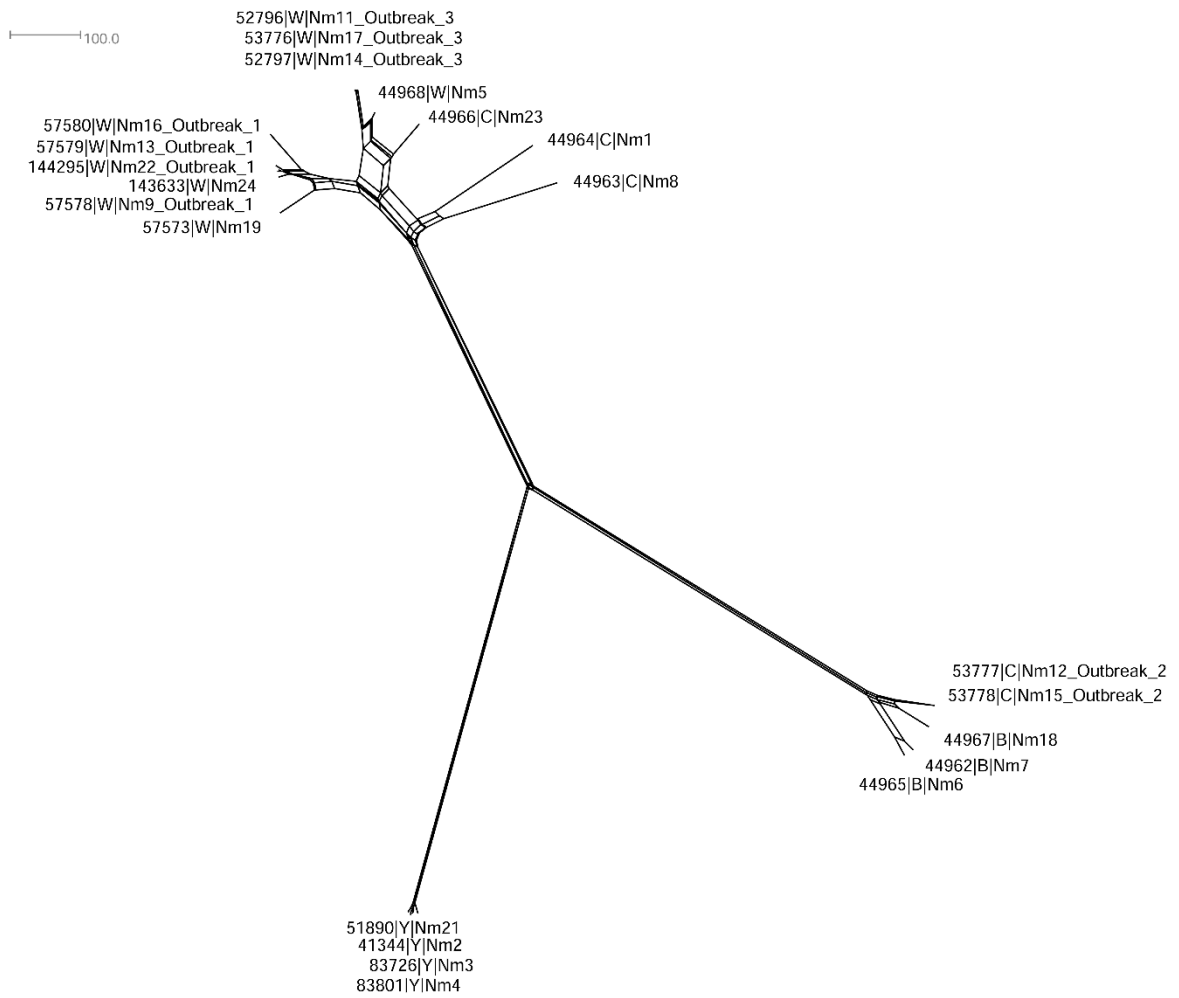 52796|W|Nm11_Outbreak_3
100.0
53776|W|Nm17_Outbreak_3
52797|W|Nm14_Outbreak_3
44968|W|Nm5
44966|C|Nm23
57580|W|Nm16_Outbreak_1
44964|C|Nm1
57579|W|Nm13_Outbreak_1
144295|W|Nm22_Outbreak_1
44963|C|Nm8
143633|W|Nm24
57578|W|Nm9_Outbreak_1
57573|W|Nm19
53777|C|Nm12_Outbreak_2
53778|C|Nm15_Outbreak_2
44967|B|Nm18
44962|B|Nm7
44965|B|Nm6
51890|Y|Nm21
41344|Y|Nm2
83726|Y|Nm3
83801|Y|Nm4